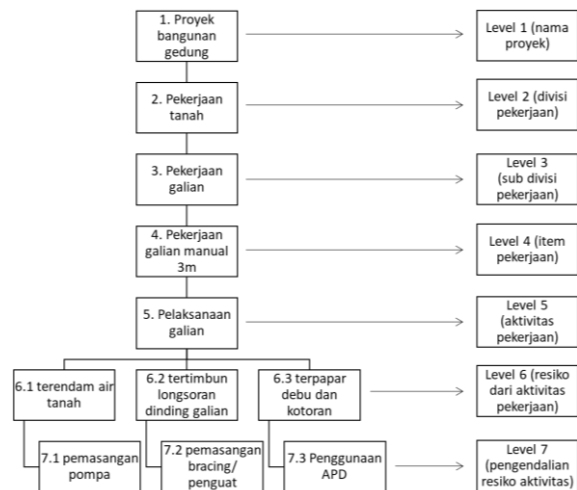 1. Proyek
bangunan
gedung
Level 1 (nama
proyek)
2. Pekerjaan
tanah
Level 2 (divisi
pekerjaan)
3. Pekerjaan
galian
Level 3
(sub divisi
pekerjaan)
4. Pekerjaan
galian manual
3m
Level 4 (item
pekerjaan)
5. Pelaksanaan
galian
Level 5
(aktivitas
pekerjaan)
6.1 terendam air
tanah
6.2 tertimbun
longsoran
dinding galian
6.3 terpapar
debu dan
kotoran
Level 6 (resiko
dari aktivitas
pekerjaan)
7.1 pemasangan
pompa
7.2 pemasangan
bracing/
penguat
7.3 Penggunaan
APD
Level 7
(pengendalian
resiko aktivitas)